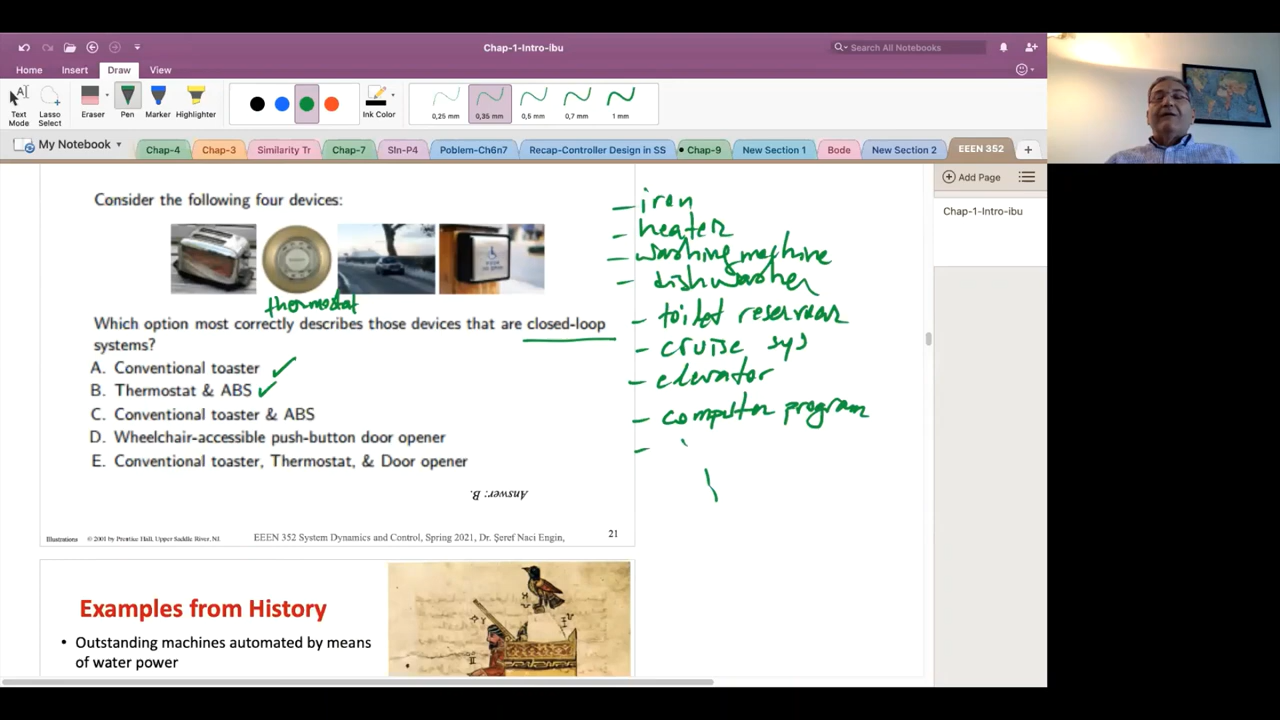 Chap-1-Intro-ibu
Search All Notebooks
Home Insert Draw View
Text Mode
Lasso Select
Eraser
Pen
Marker
Highlighter
0,25 mm 0,35 mm 0,5 mm 0,7 mm 1 mm
Ink Color
My Notebook
Chap-4 Chap-3 Similarity Tr Chap-7 SIn-P4 Poblem-Ch6n7 Recap-Controller Design in SS Chap-9 New Section 1 Bode New Section 2 EEEN 352
Add Page
Chap-1-Intro-ibu
Consider the following four devices:
thermostat
Which option most correctly describes those devices that are closed-loop
systems?
A. Conventional toaster
B. Thermostat & ABS
C. Conventional toaster & ABS
D. Wheelchair-accessible push-button door opener
E. Conventional toaster, Thermostat, & Door opener
Answer: B.
Illustrations © 2001 by Prentice Hall, Upper Saddle River, NJ.
EEEN 352 System Dynamics and Control, Spring 2021, Dr. Şeref Naci Engin,
21
- iron
- heater
- washing machine
- dishwasher
- toilet
- cruise sys
- elevator
- computer program
Examples from History
• Outstanding machines automated by means
of water power